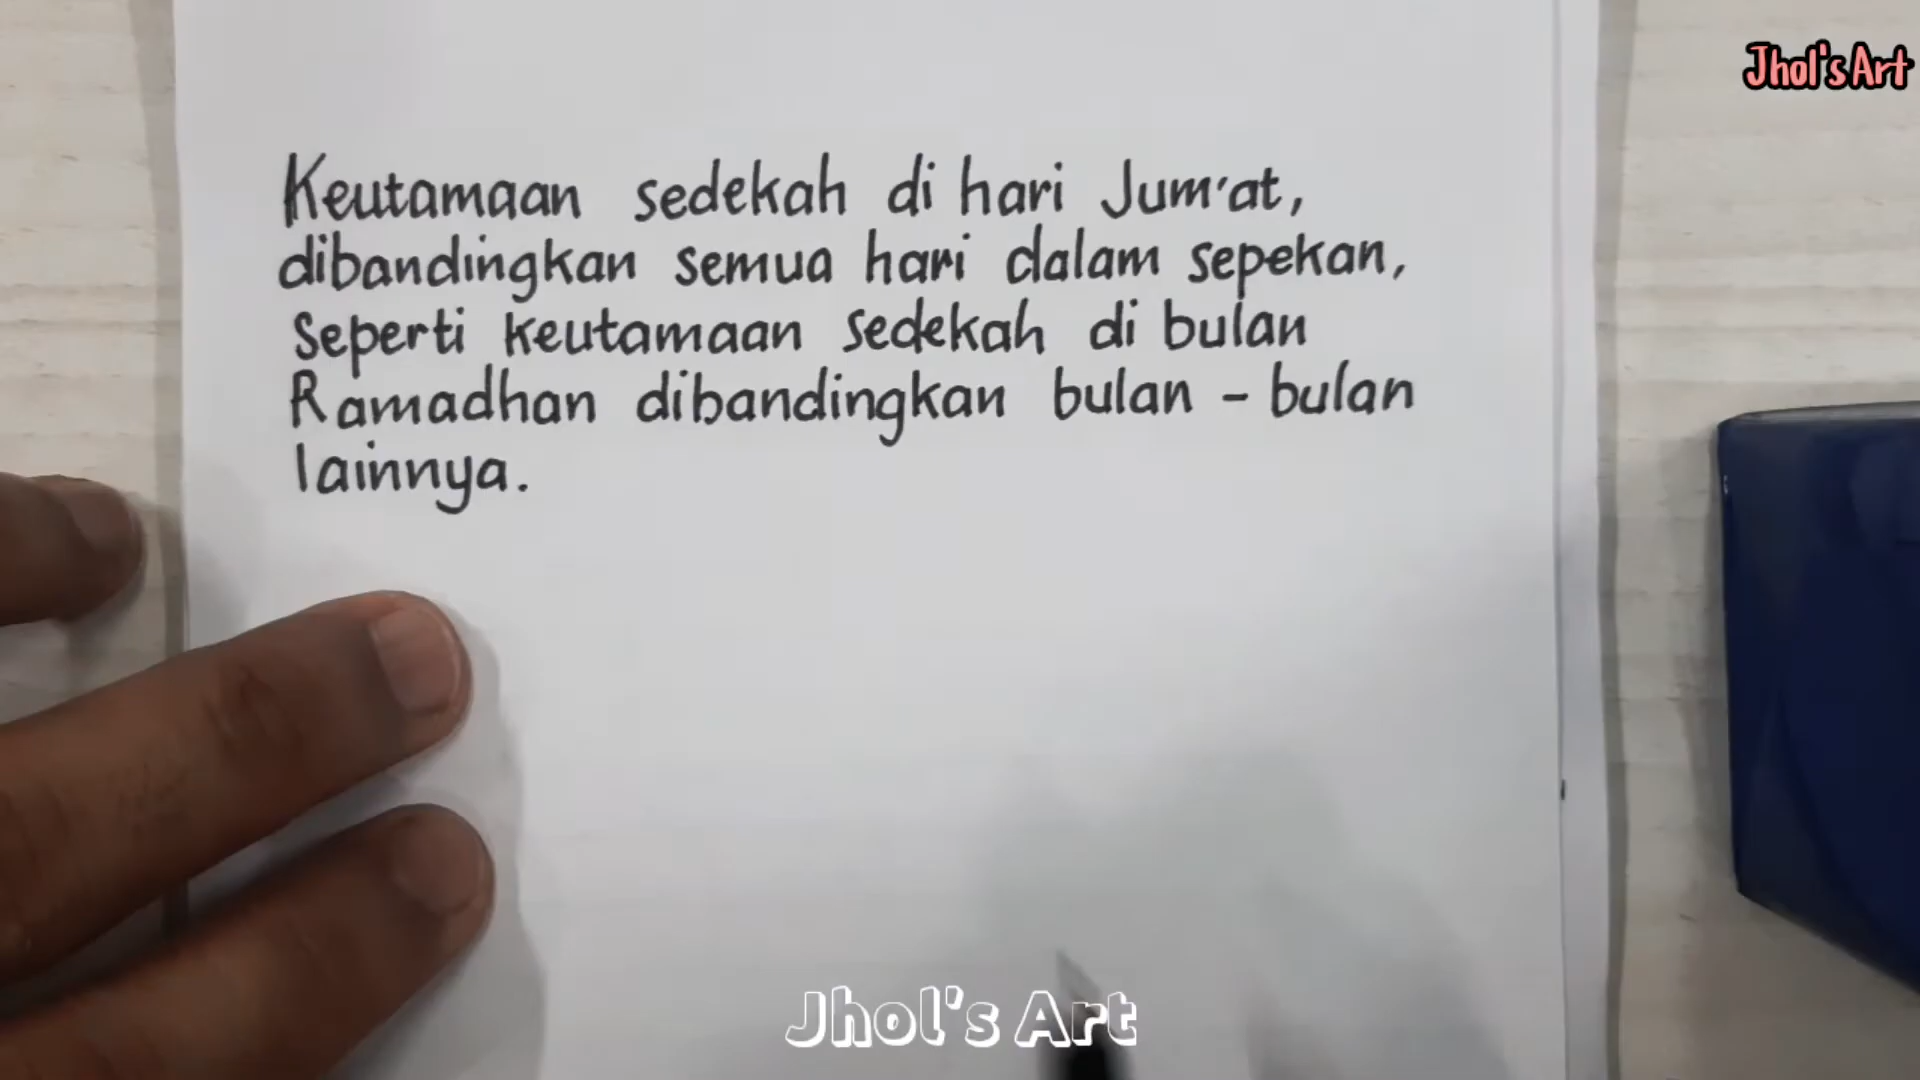 Jhol's Art
Keutamaan sedekah di hari Jum'at,
dibandingkan semua hari dalam sepekan,
Seperti keutamaan sedekah di bulan
Ramadhan dibandingkan bulan - bulan
lainnya.
Jhol's Art